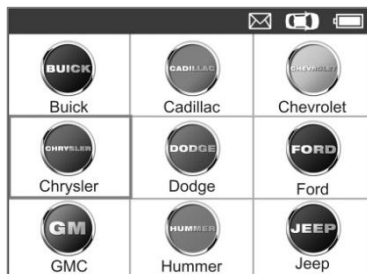 BUICK CADILLAC CHEVROLET
Buick Cadillac Chevrolet
CHRYSLER DODGE FORD
Chrysler Dodge Ford
GM HUMMER JEEP
GMC Hummer Jeep